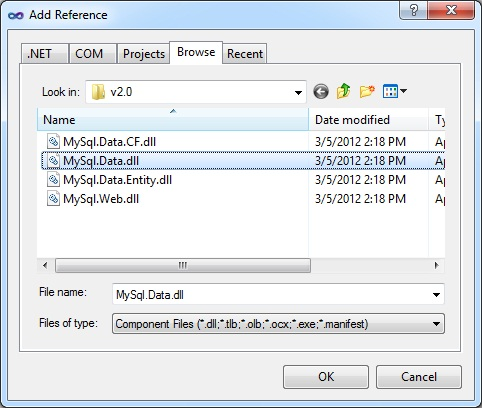 Add Reference
.NET COM Projects Browse Recent
Look in: v2.0
Name Date modified Ty
MySql.Data.CF.dll 3/5/2012 2:18 PM Ap
MySql.Data.dll 3/5/2012 2:18 PM Ap
MySql.Data.Entity.dll 3/5/2012 2:18 PM Ap
MySql.Web.dll 3/5/2012 2:18 PM Ap
File name: MySql.Data.dll
Files of type: Component Files (*.dll;*.tlb;*.olb;*.ocx;*.exe;*.manifest)
OK Cancel